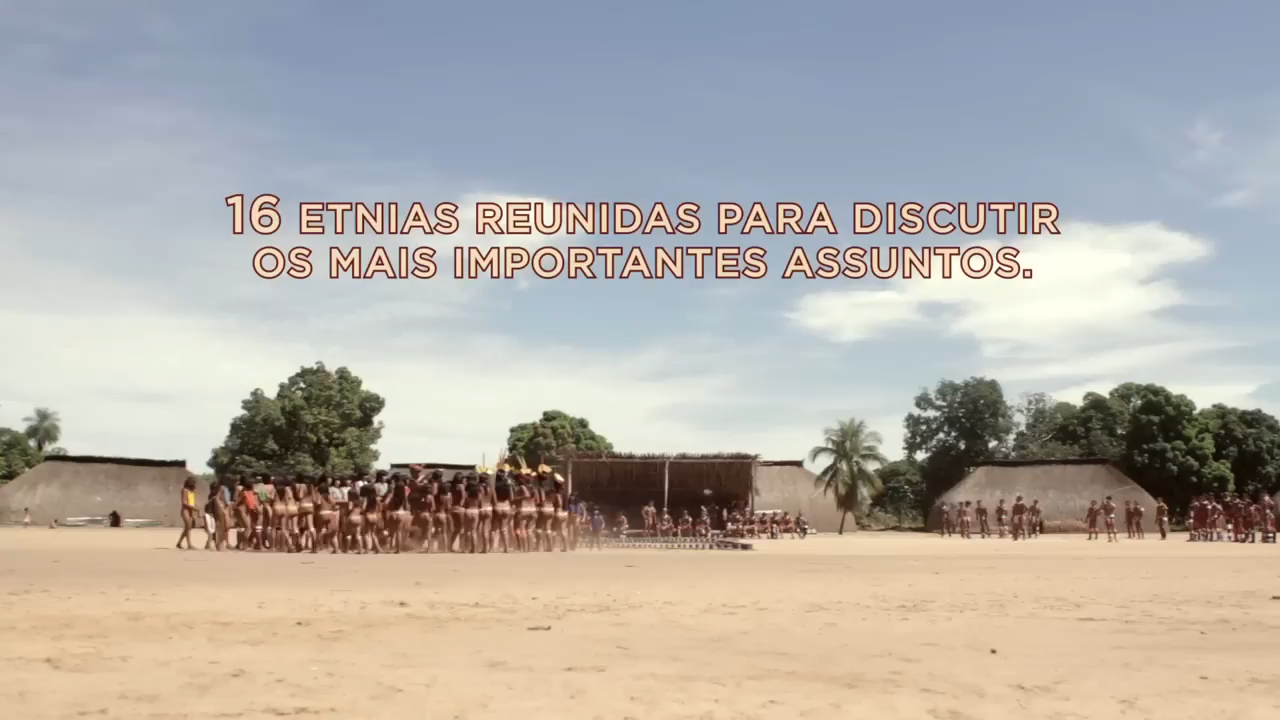 16 ETNIAS REUNIDAS PARA DISCUTIR
OS MAIS IMPORTANTES ASSUNTOS.